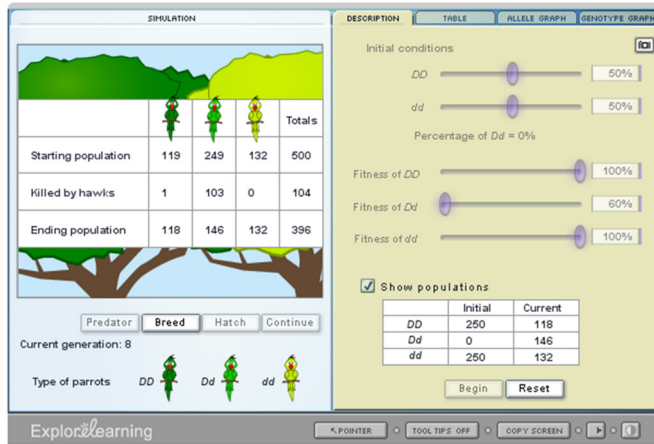 SIMULATION
Totals
Starting population 119 249 132 500
Killed by hawks 1 103 0 104
Ending population 118 146 132 396
Predator Breed Hatch Continue
Current generation: 8
Type of parrots DD Dd dd
DESCRIPTION TABLE ALLELE GRAPH GENOTYPE GRAPH
Initial conditions
DD 50%
dd 50%
Percentage of Dd = 0%
Fitness of DD 100%
Fitness of Dd 60%
Fitness of dd 100%
Show populations
Initial Current
DD 250 118
Dd 0 146
dd 250 132
Begin Reset
ExploreLearning
POINTER TOOL TIPS OFF COPY SCREEN